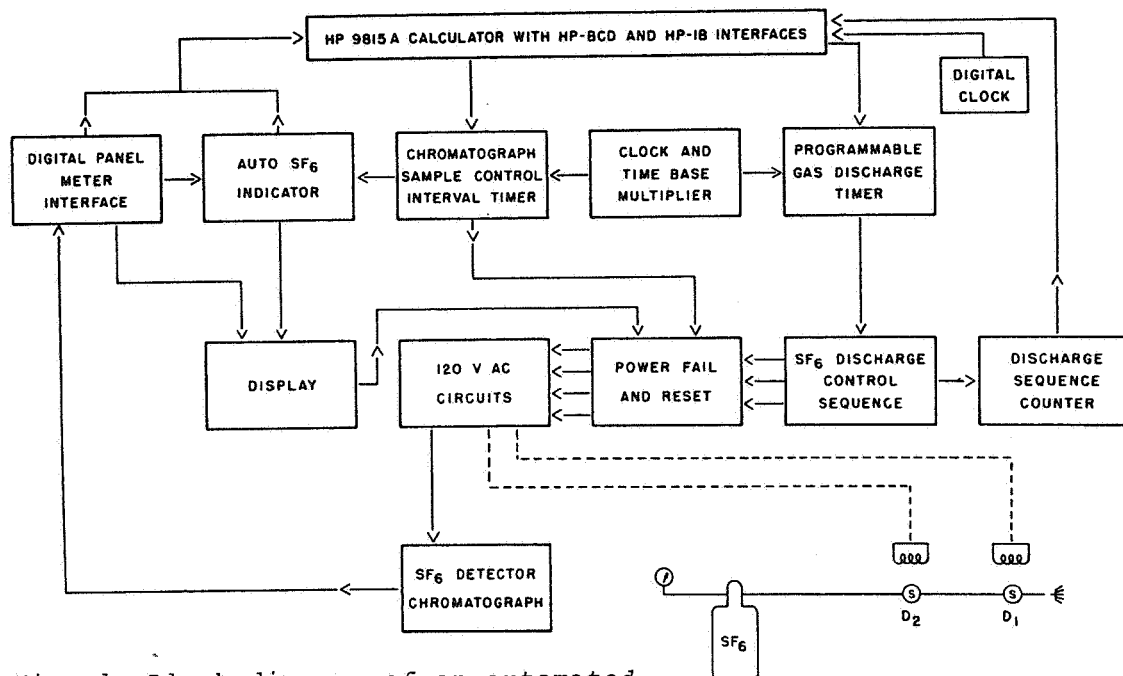 HP 9815A CALCULATOR WITH HP-BCD AND HP-IB INTERFACES
DIGITAL
CLOCK
DIGITAL PANEL
METER
INTERFACE
AUTO SF6
INDICATOR
CHROMATOGRAPH
SAMPLE CONTROL
INTERVAL TIMER
CLOCK AND
TIME BASE
MULTIPLIER
PROGRAMMABLE
GAS DISCHARGE
TIMER
DISPLAY
120 V AC
CIRCUITS
POWER FAIL
AND RESET
SF6 DISCHARGE
CONTROL
SEQUENCE
DISCHARGE
SEQUENCE
COUNTER
SF6 DETECTOR
CHROMATOGRAPH
S
S
D2
D1
SF6
of an automated